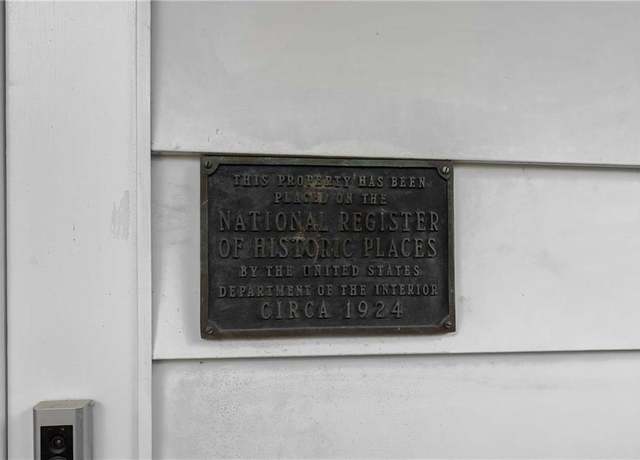 THIS PROPERTY HAS BEEN
PLACED ON THE
NATIONAL REGISTER
OF HISTORIC PLACES
BY THE UNITED STATES
DEPARTMENT OF THE INTERIOR
CIRCA 1924